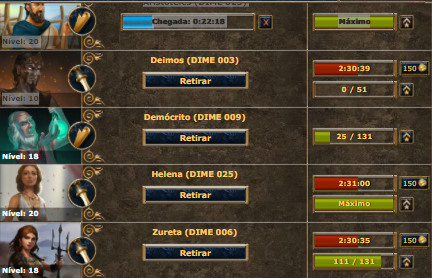 Nível: 20
Chegada: 0:22:18
X
Máximo
Deimos (DIME 003)
Retirar
2:30:39
150
0 / 51
Nível: 10
Demócrito (DIME 009)
Retirar
25 / 131
Nível: 18
Helena (DIME 025)
Retirar
2:31:00
150
Máximo
Nível: 20
Zureta (DIME 006)
Retirar
2:30:35
150
111 / 131
Nível: 18